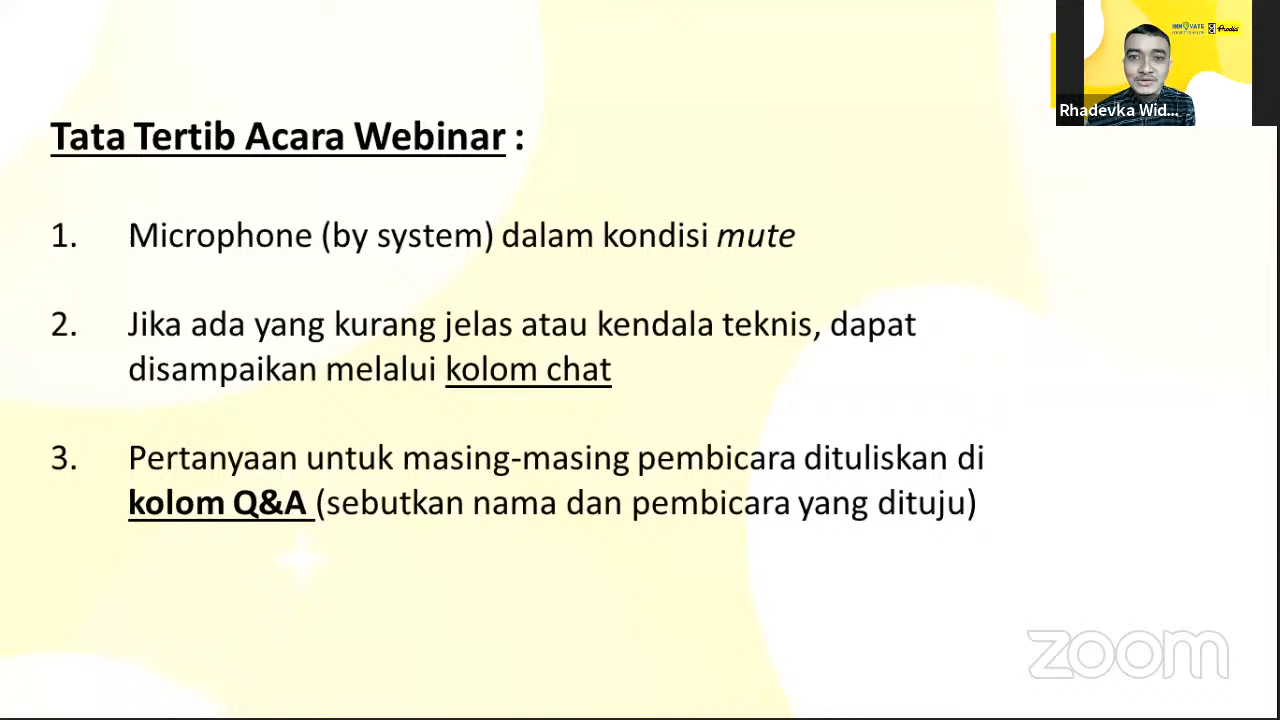 Tata Tertib Acara Webinar :
1. Microphone (by system) dalam kondisi mute
2. Jika ada yang kurang jelas atau kendala teknis, dapat
disampaikan melalui kolom chat
3. Pertanyaan untuk masing-masing pembicara dituliskan di
kolom Q&A (sebutkan nama dan pembicara yang dituju)
INNOVATE
Prodia
Rhadevka Wid...
zoom